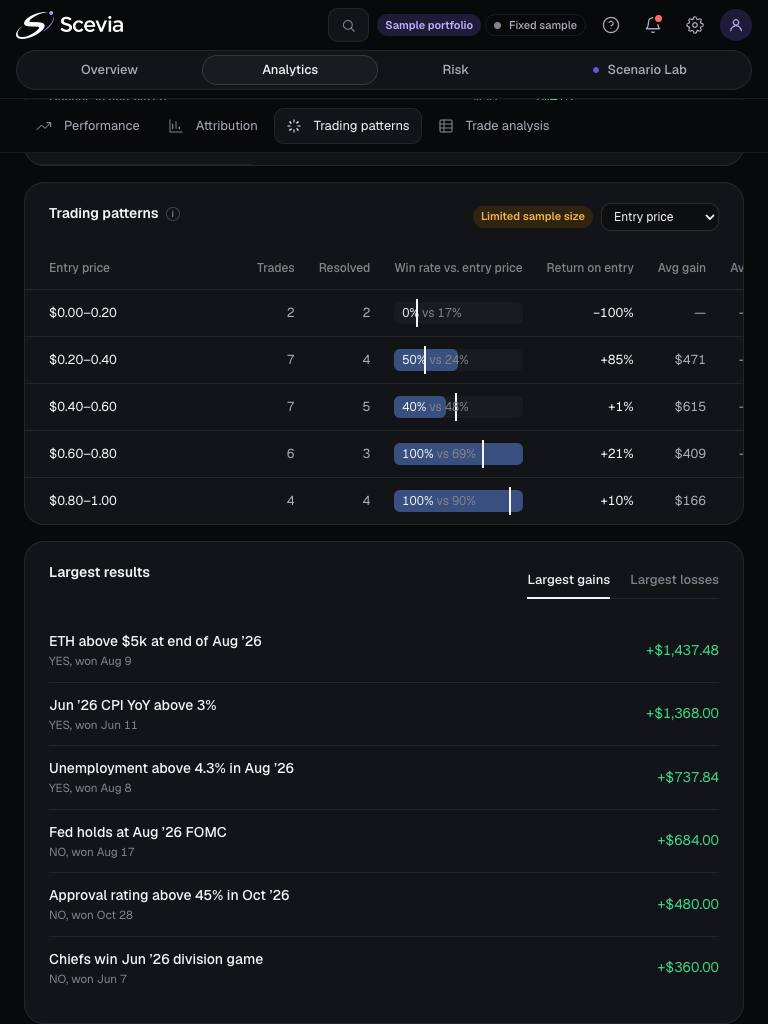 Scevia
Sample portfolio
Fixed sample
Overview
Analytics
Risk
Scenario Lab
Performance
Attribution
Trading patterns
Trade analysis
Trading patterns
Limited sample size
Entry price
Entry price Trades Resolved Win rate vs. entry price Return on entry Avg gain Av
$0.00–0.20 2 2 0% vs 17% −100% —
$0.20–0.40 7 4 50% vs 24% +85% $471
$0.40–0.60 7 5 40% vs 48% +1% $615
$0.60–0.80 6 3 100% vs 69% +21% $409
$0.80–1.00 4 4 100% vs 90% +10% $166
Largest results
Largest gains
Largest losses
ETH above $5k at end of Aug ’26
YES, won Aug 9
+$1,437.48
Jun ’26 CPI YoY above 3%
YES, won Jun 11
+$1,368.00
Unemployment above 4.3% in Aug ’26
YES, won Aug 8
+$737.84
Fed holds at Aug ’26 FOMC
NO, won Aug 17
+$684.00
Approval rating above 45% in Oct ’26
NO, won Oct 28
+$480.00
Chiefs win Jun ’26 division game
NO, won Jun 7
+$360.00